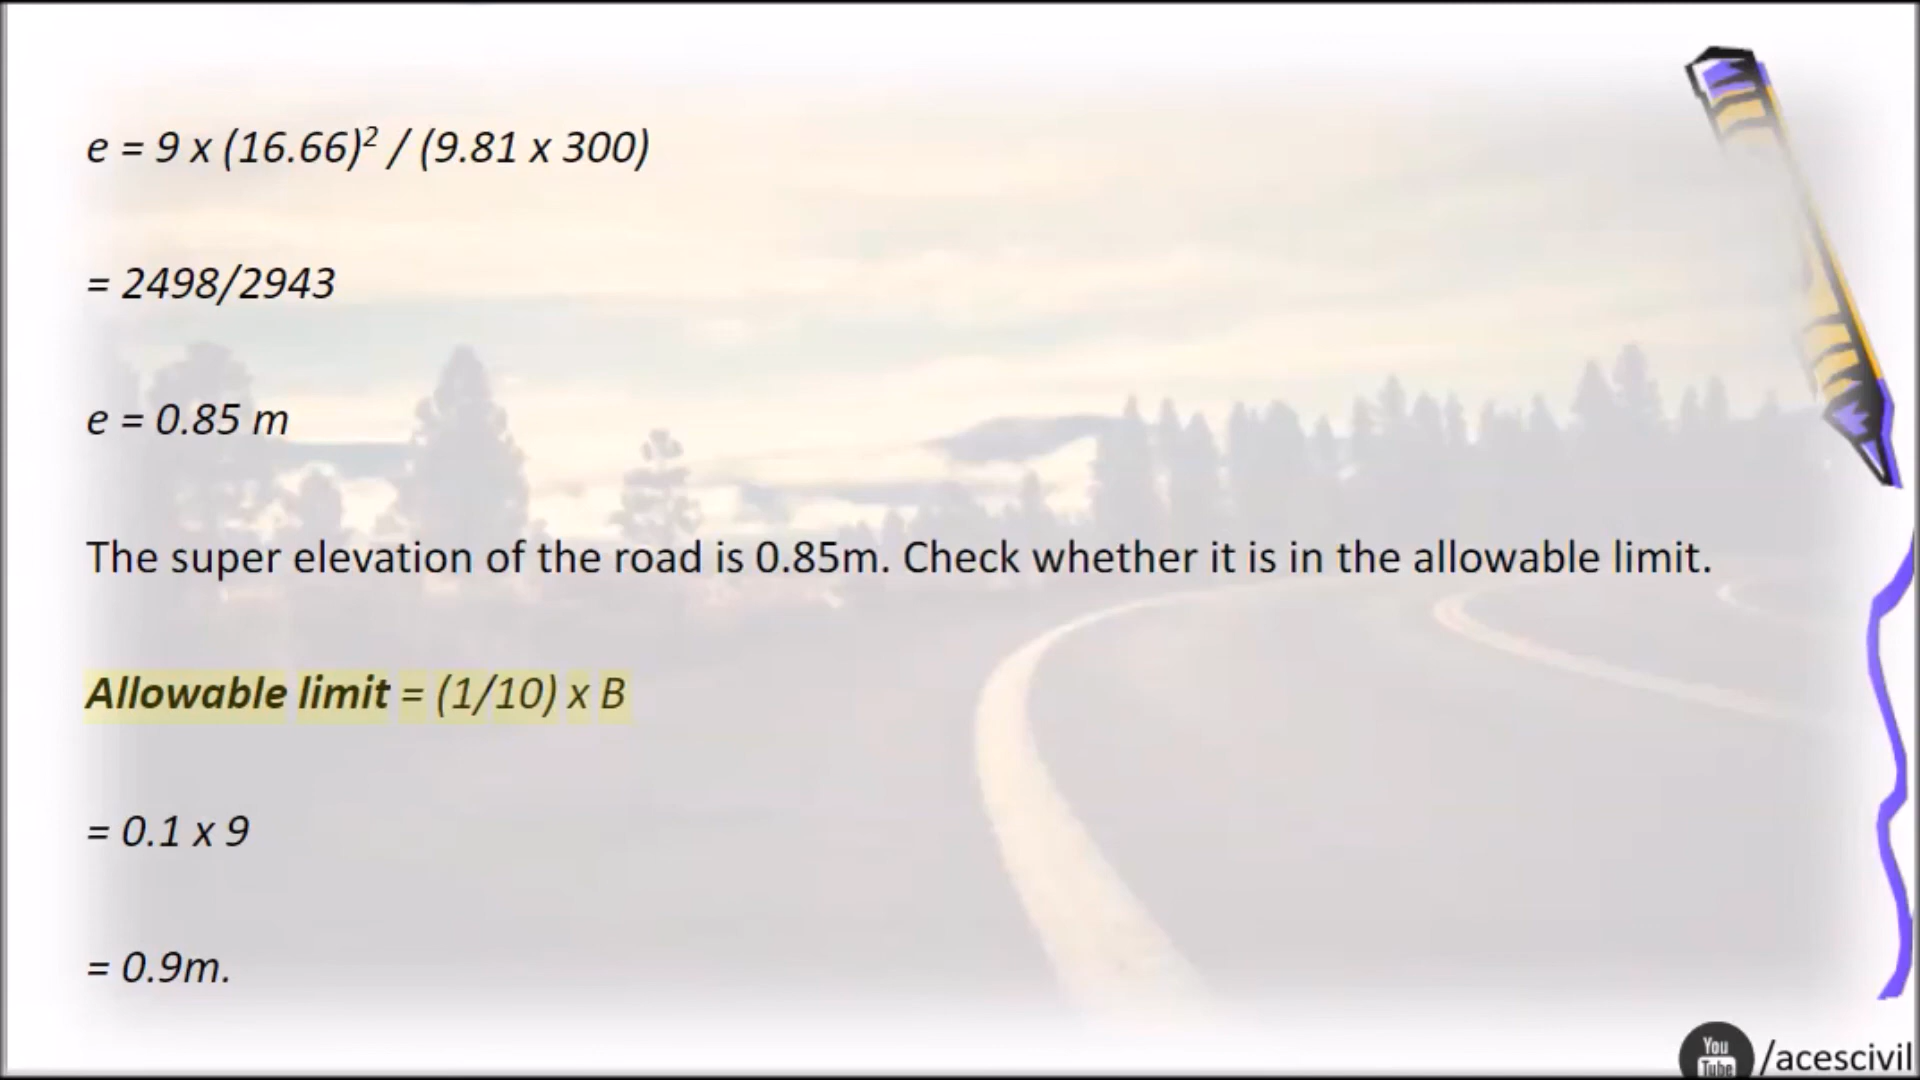 e = 9 x (16.66)² / (9.81 x 300)
= 2498/2943
e = 0.85 m
The super elevation of the road is 0.85m. Check whether it is in the allowable limit.
Allowable limit = (1/10) x B
= 0.1 x 9
= 0.9m.
You
Tube
/acescivil